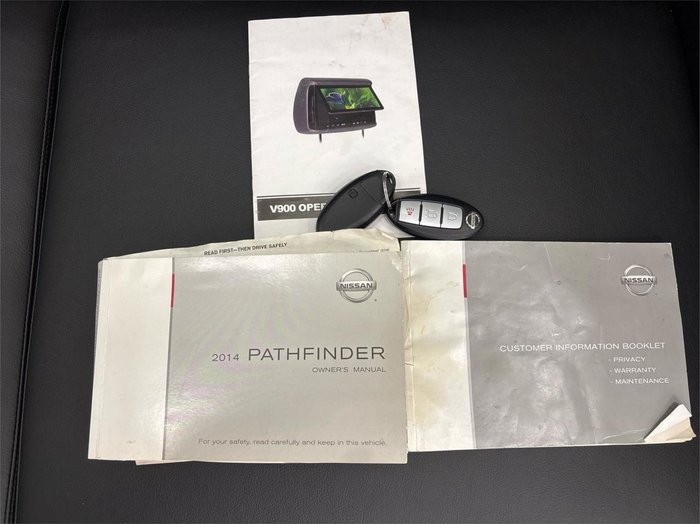 V900 OPER
READ FIRST—THEN DRIVE SAFELY
NISSAN
2014 PATHFINDER
OWNER'S MANUAL
For your safety, read carefully and keep in this vehicle.
NISSAN
CUSTOMER INFORMATION BOOKLET
- PRIVACY
- WARRANTY
- MAINTENANCE